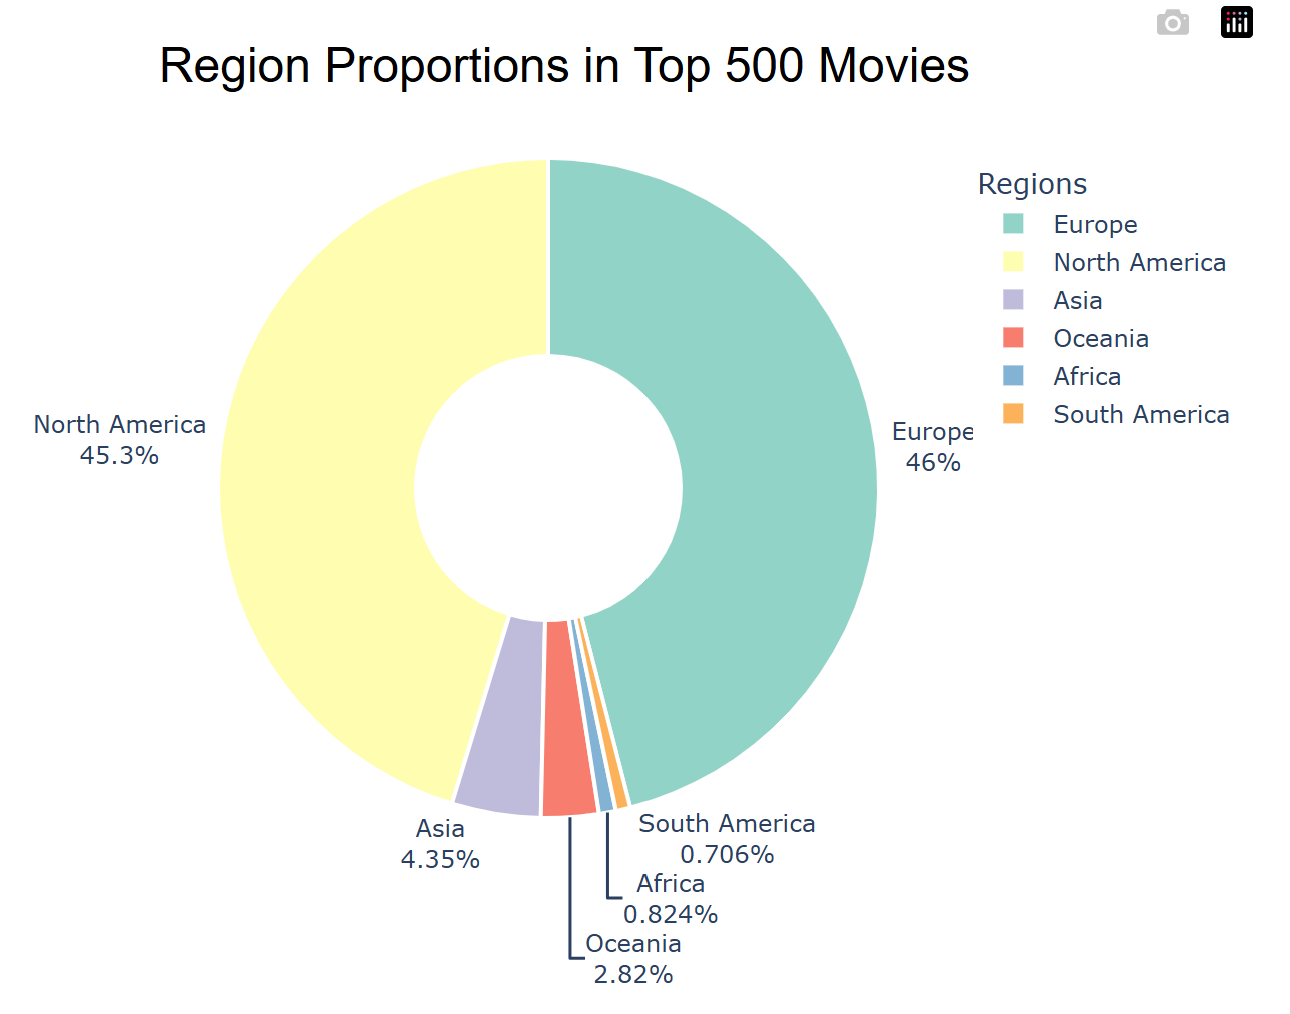 Region Proportions in Top 500 Movies
Regions
Europe
North America
Asia
Oceania
Africa
South America
North America
45.3%
Europe
46%
Asia
4.35%
South America
0.706%
Africa
0.824%
Oceania
2.82%